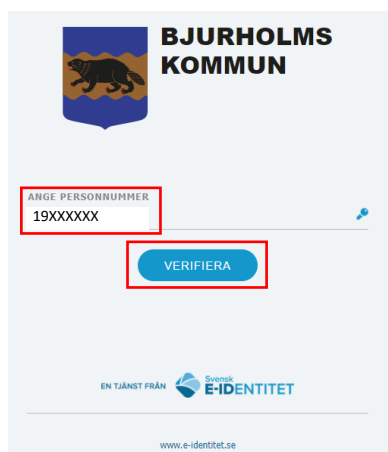 BJURHOLMS
KOMMUN
ANGE PERSONNUMMER
19XXXXXX
VERIFIERA
EN TJÄNST FRÅN
Svensk
E-IDENTITET
www.e-identitet.se